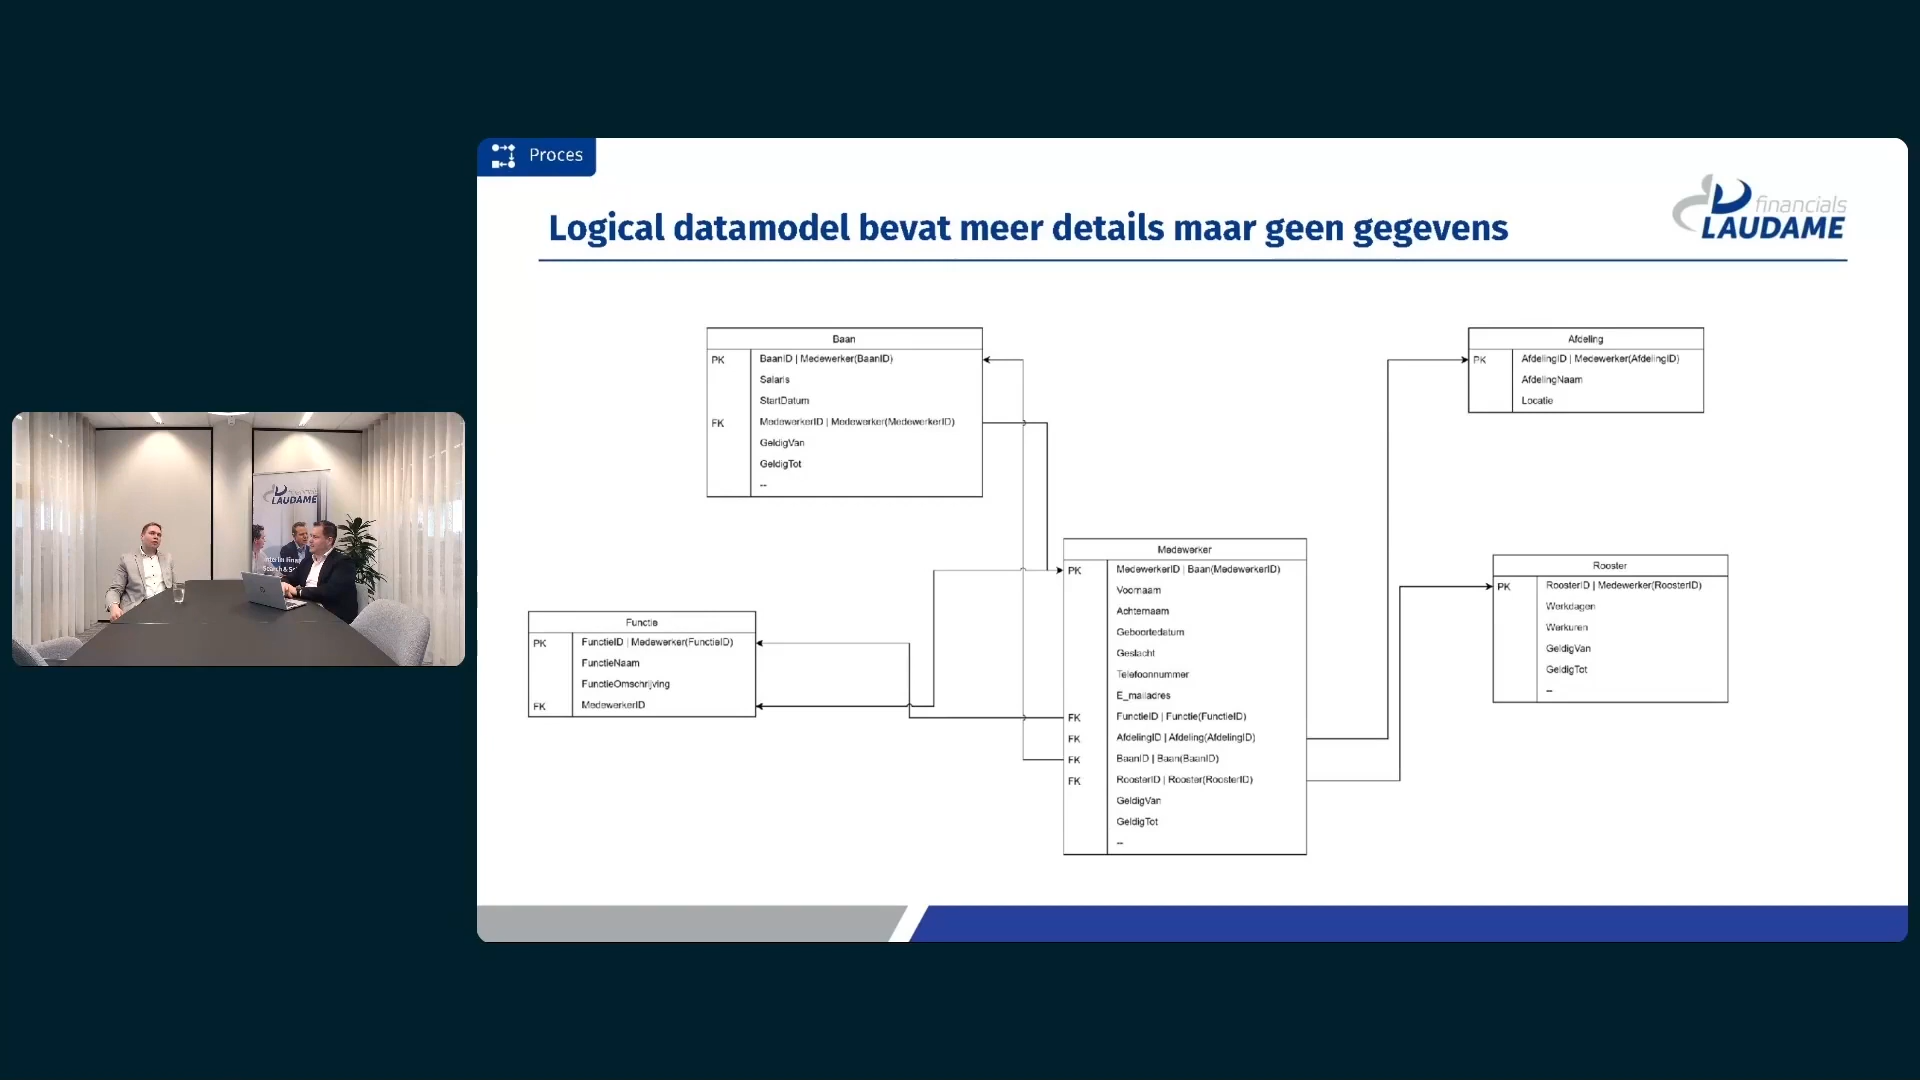 Proces
financials
LAUDAME
Logical datamodel bevat meer details maar geen gegevens
Baan
PK BaanID | Medewerker(BaanID)
Salaris
StartDatum
FK MedewerkerID | Medewerker(MedewerkerID)
GeldigVan
GeldigTot
--
Afdeling
PK AfdelingID | Medewerker(AfdelingID)
AfdelingNaam
Locatie
Medewerker
PK MedewerkerID | Baan(MedewerkerID)
Voornaam
Achternaam
Geboortedatum
Geslacht
Telefoonnummer
E_mailadres
FK FunctieID | Functie(FunctieID)
FK AfdelingID | Afdeling(AfdelingID)
FK BaanID | Baan(BaanID)
FK RoosterID | Rooster(RoosterID)
GeldigVan
GeldigTot
--
Rooster
PK RoosterID | Medewerker(RoosterID)
Werkdagen
Werkuren
GeldigVan
GeldigTot
--
Functie
PK FunctieID | Medewerker(FunctieID)
FunctieNaam
FunctieOmschrijving
FK MedewerkerID
LAUDAME